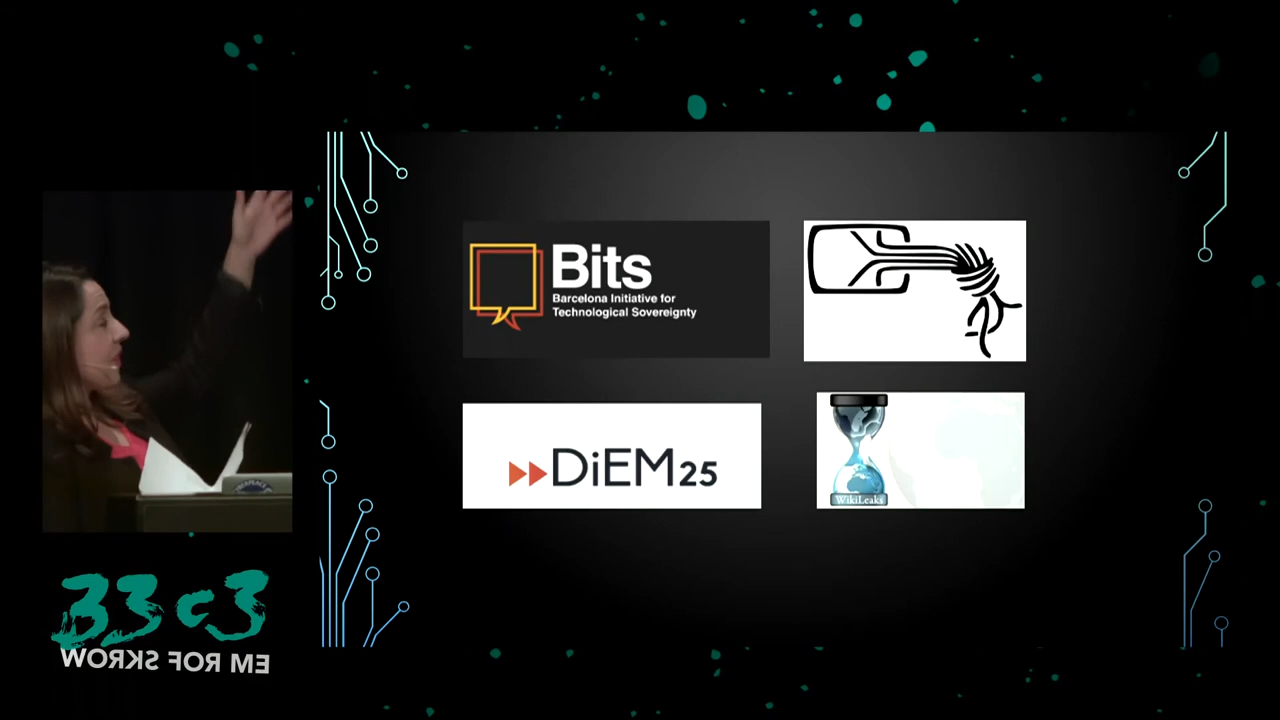 Bits
Barcelona Initiative for
Technological Sovereignty
DiEM25
WikiLeaks
33c3
WORKS FOR ME